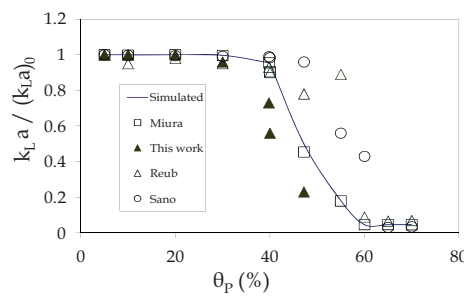 1.2
1
0.8
0.6
0.4
0.2
0
k_L a / (k_La)_0
Simulated
Miura
This work
Reub
Sano
0 20 40 60 80
θ_P (%)